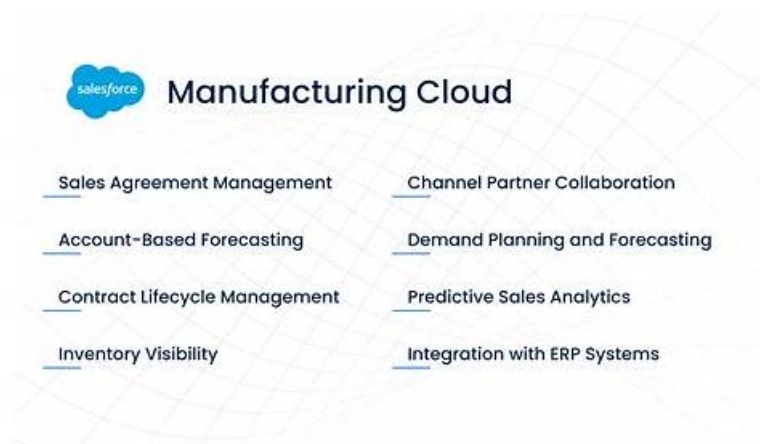 salesforce
Manufacturing Cloud
Sales Agreement Management
Account-Based Forecasting
Contract Lifecycle Management
Inventory Visibility
Channel Partner Collaboration
Demand Planning and Forecasting
Predictive Sales Analytics
Integration with ERP Systems